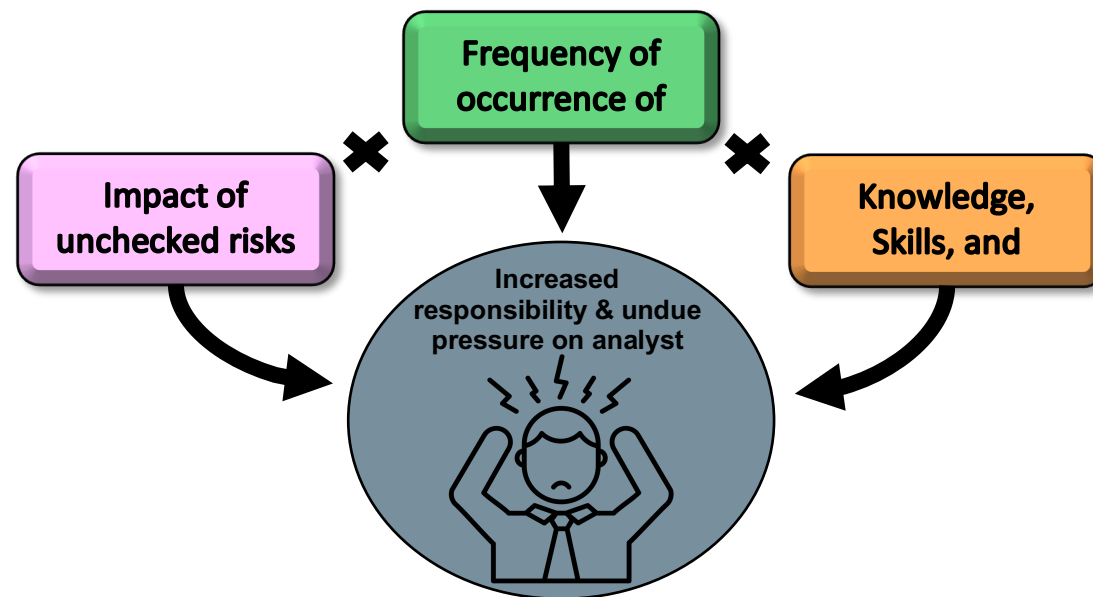 Frequency of
occurrence of
Impact of
unchecked risks
Knowledge,
Skills, and
Increased
responsibility & undue
pressure on analyst